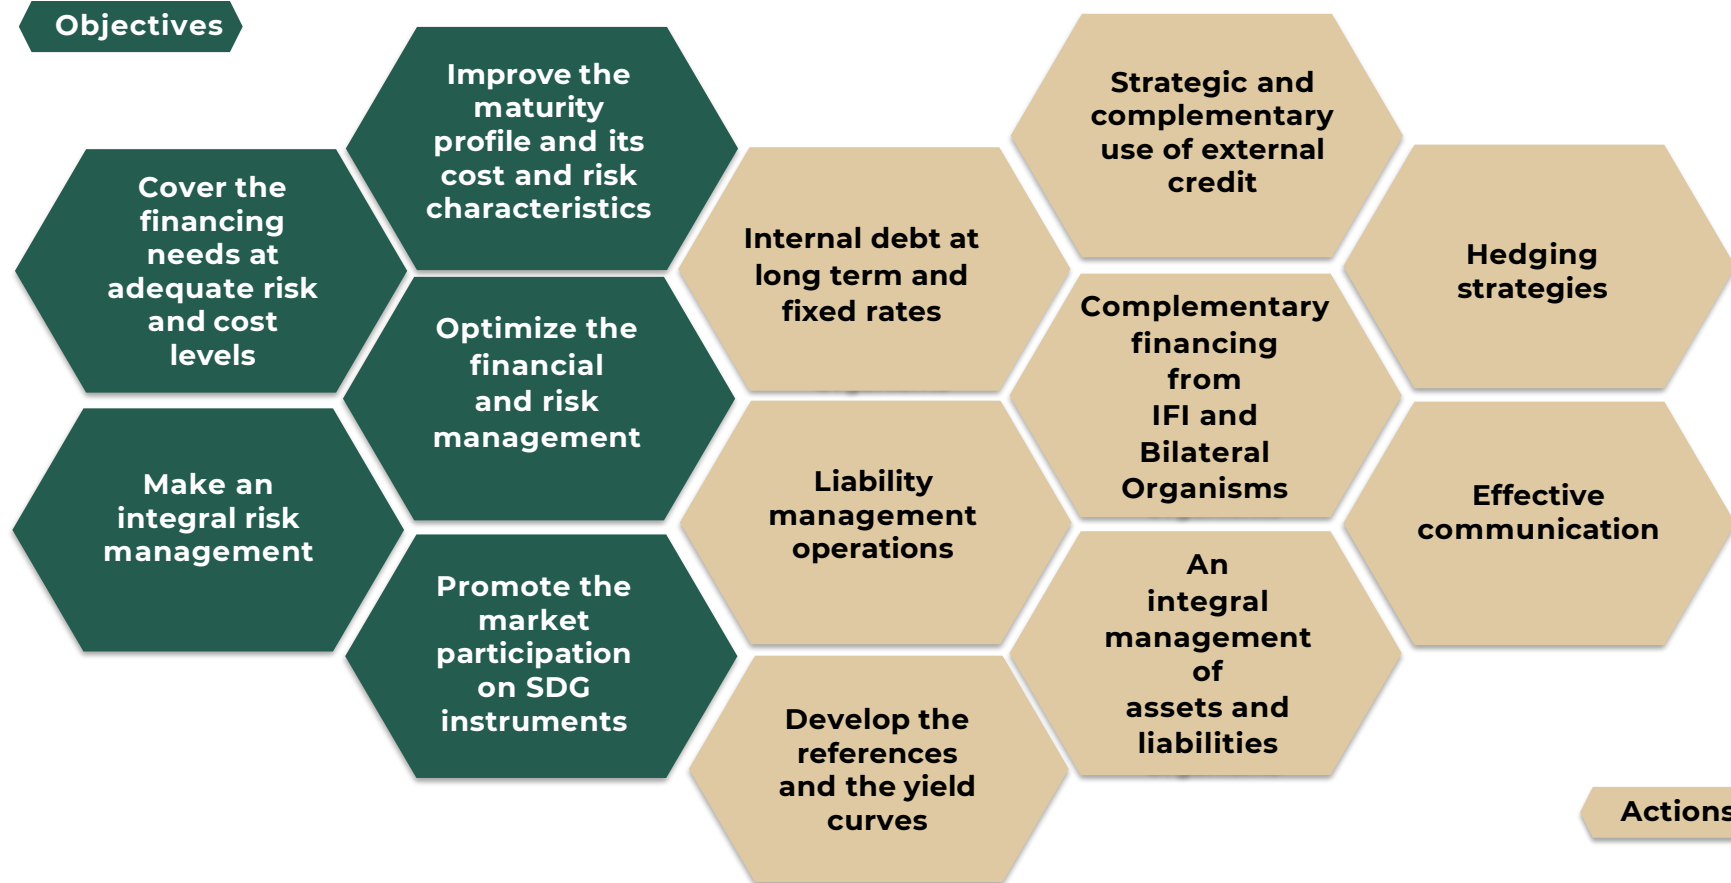 Objectives
Improve the
maturity
profile and its
cost and risk
characteristics
Cover the
financing
needs at
adequate risk
and cost
levels
Optimize the
financial
and risk
management
Make an
integral risk
management
Promote the
market
participation
on SDG
instruments
Internal debt at
long term and
fixed rates
Liability
management
operations
Develop the
references
and the yield
curves
Strategic and
complementary
use of external
credit
Complementary
financing
from
IFI and
Bilateral
Organisms
An
integral
management
of
assets and
liabilities
Hedging
strategies
Effective
communication
Actions